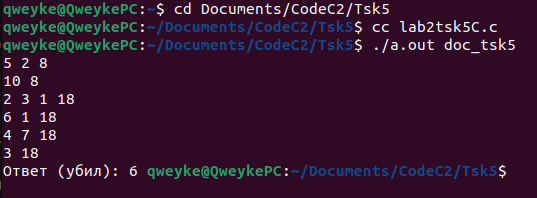 qweyke@QweykePC:~$ cd Documents/CodeC2/Tsk5
qweyke@QweykePC:~/Documents/CodeC2/Tsk5$ cc lab2tsk5C.c
qweyke@QweykePC:~/Documents/CodeC2/Tsk5$ ./a.out doc_tsk5
5 2 8
10 8
2 3 1 18
6 1 18
4 7 18
3 18
Ответ (убил): 6 qweyke@QweykePC:~/Documents/CodeC2/Tsk5$